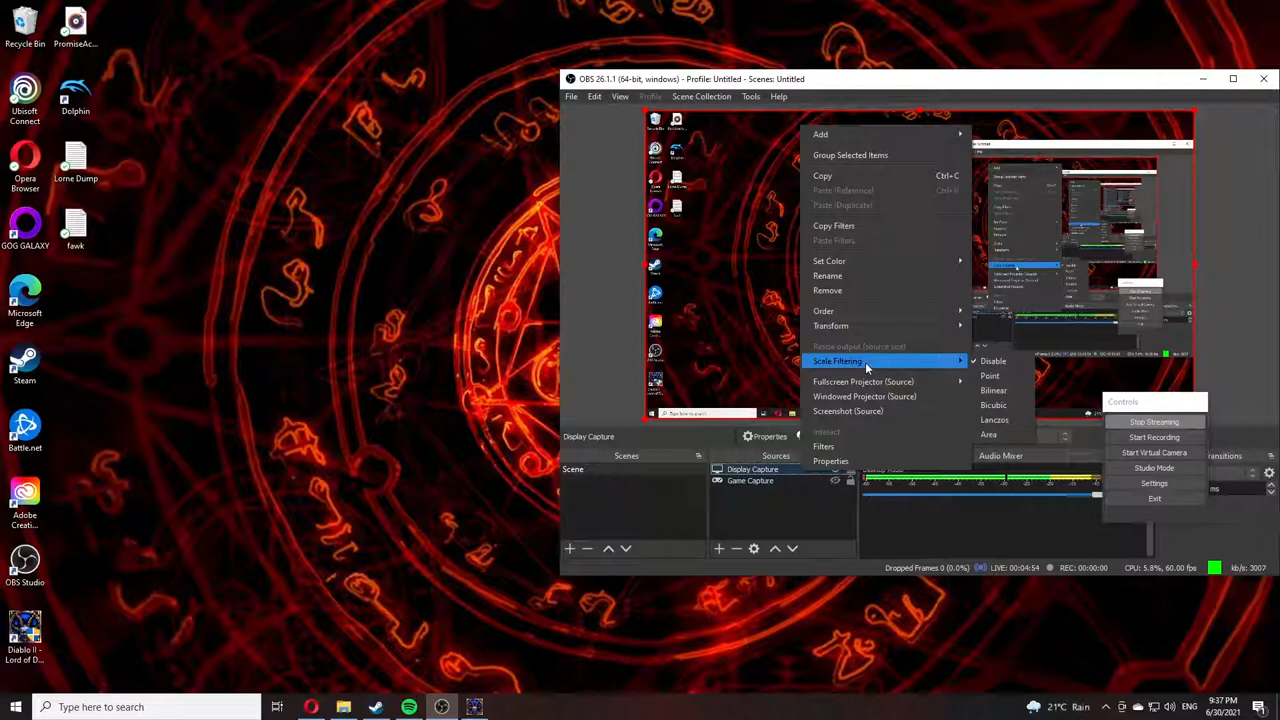 Recycle Bin
PromiseAc...
Ubisoft
Connect
Dolphin
Opera
Browser
Lorne Dump
GOG GALAXY
fawk
Microsoft
Edge
Steam
Battle.net
Adobe
Creati...
OBS Studio
Diablo II -
Lord of D...
OBS 26.1.1 (64-bit, windows) - Profile: Untitled - Scenes: Untitled
File Edit View Profile Scene Collection Tools Help
Add
Group Selected Items
Copy Ctrl+C
Paste (Reference) Ctrl+V
Paste (Duplicate)
Copy Filters
Paste Filters
Set Color
Rename
Remove
Order
Transform
Resize output (source size)
Scale Filtering
Fullscreen Projector (Source)
Windowed Projector (Source)
Screenshot (Source)
Interact
Filters
Properties
Disable
Point
Bilinear
Bicubic
Lanczos
Area
Controls
Stop Streaming
Start Recording
Start Virtual Camera
Studio Mode
Settings
Exit
Type here to search
Display Capture Properties
Scenes Sources Audio Mixer
Scene
Display Capture
Game Capture
Dropped Frames 0 (0.0%) LIVE: 00:04:54 REC: 00:00:00 CPU: 5.8%, 60.00 fps kb/s: 3007
Type here to search
21°C Rain
ENG
9:37 PM
6/30/2021